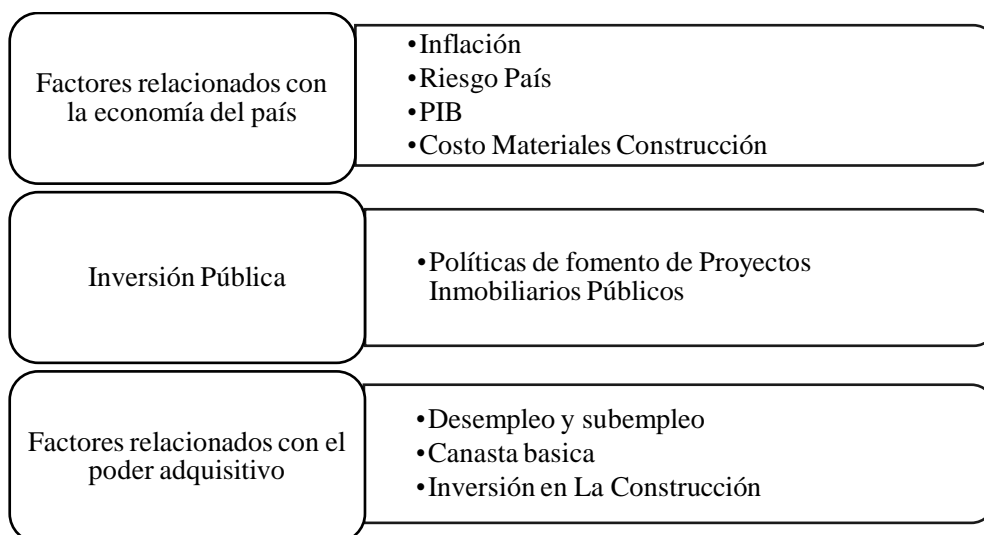 Factores relacionados con
la economía del país
•Inflación
•Riesgo País
•PIB
•Costo Materiales Construcción
Inversión Pública
•Políticas de fomento de Proyectos
Inmobiliarios Públicos
Factores relacionados con el
poder adquisitivo
•Desempleo y subempleo
•Canasta basica
•Inversión en La Construcción